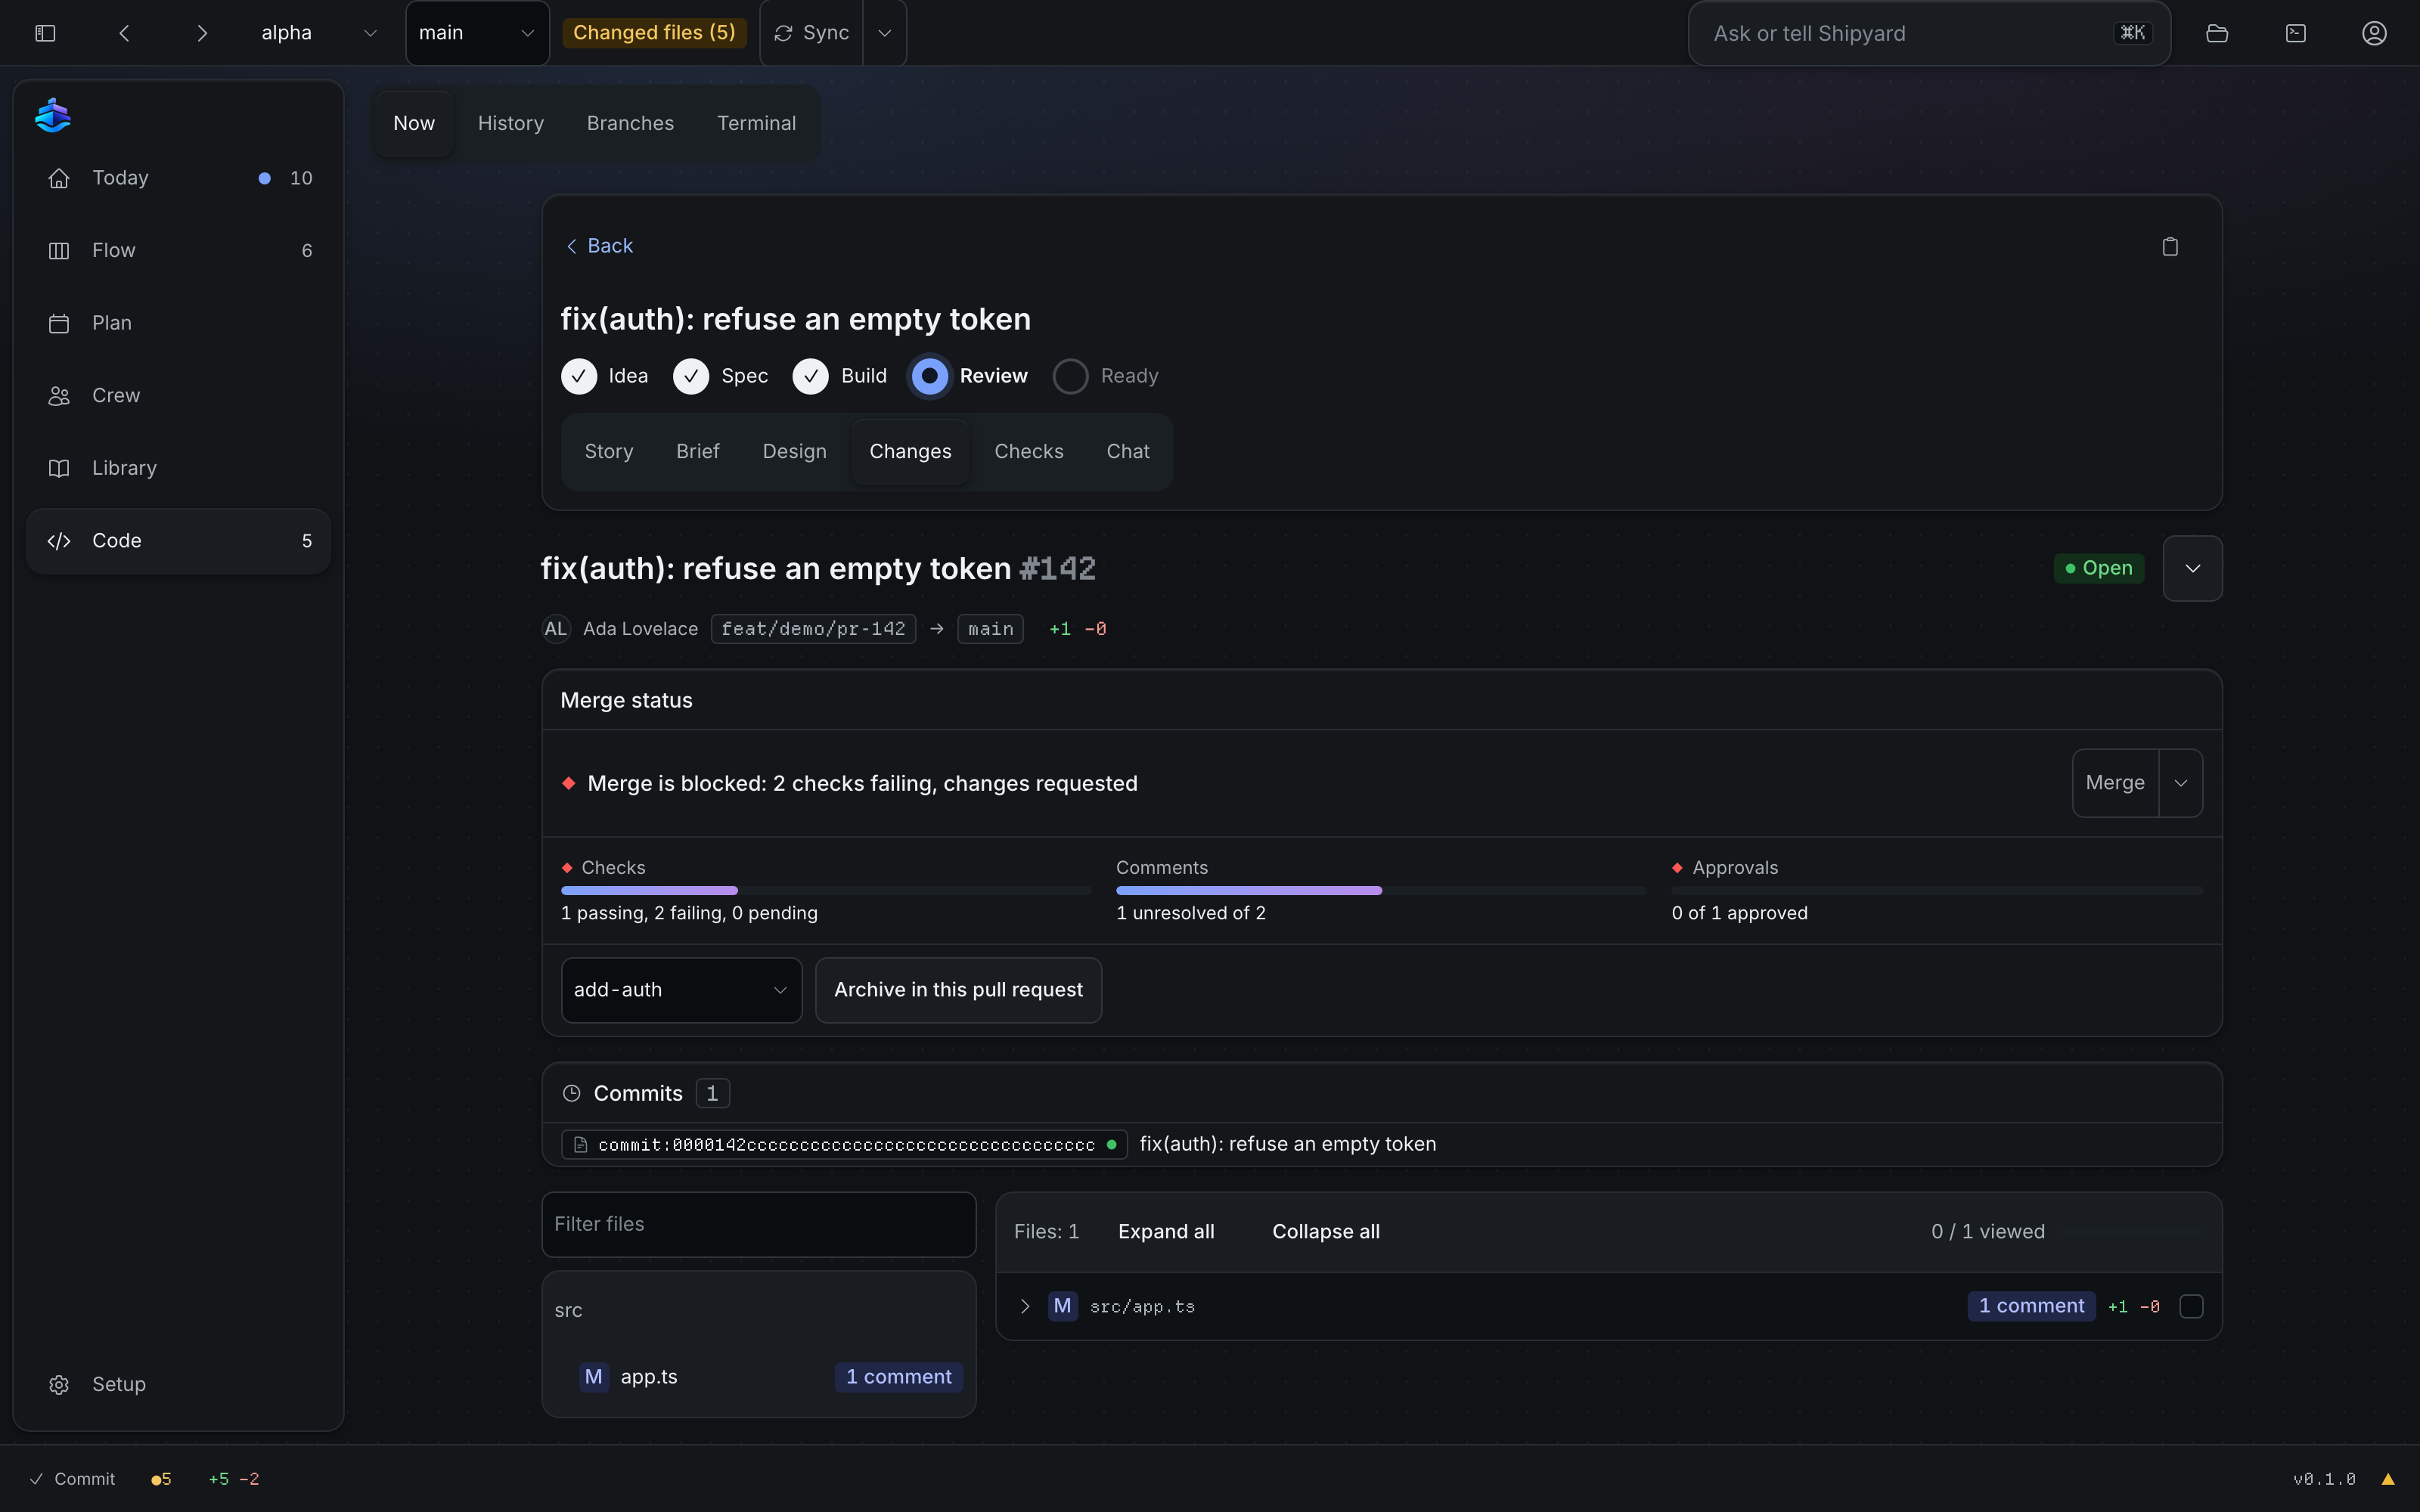 alpha main Changed files (5) Sync Ask or tell Shipyard ⌘K
Now History Branches Terminal
Today 10
Flow 6
Plan
Crew
Library
Code 5
Setup
Back
fix(auth): refuse an empty token
Idea Spec Build Review Ready
Story Brief Design Changes Checks Chat
fix(auth): refuse an empty token #142 Open
AL Ada Lovelace feat/demo/pr-142 → main +1 −0
Merge status
Merge is blocked: 2 checks failing, changes requested Merge
Checks Comments Approvals
1 passing, 2 failing, 0 pending 1 unresolved of 2 0 of 1 approved
add-auth Archive in this pull request
Commits 1
commit:0000142ccccccccccccccccccccccccccccccccc fix(auth): refuse an empty token
Filter files
src
M app.ts 1 comment
Files: 1 Expand all Collapse all 0 / 1 viewed
M src/app.ts 1 comment +1 −0
Commit 5 +5 −2 v0.1.0